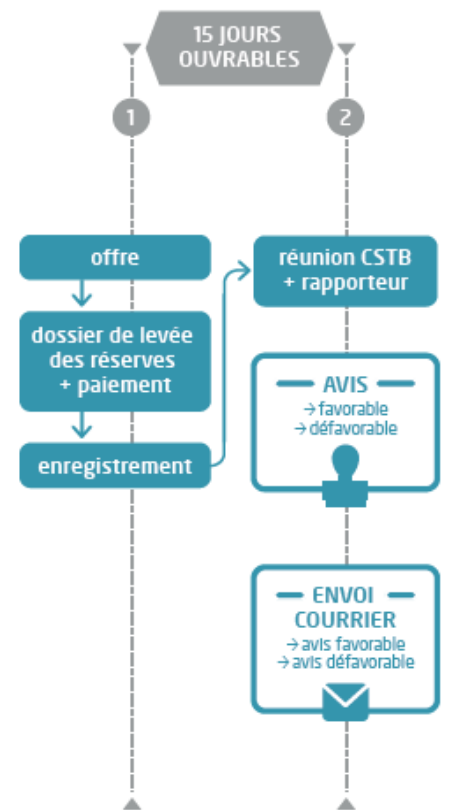 15 JOURS
OUVRABLES
1
2
offre
dossier de levée
des réserves
+ paiement
enregistrement
réunion CSTB
+ rapporteur
AVIS
→ favorable
→ défavorable
ENVOI
COURRIER
→ avis favorable
→ avis défavorable